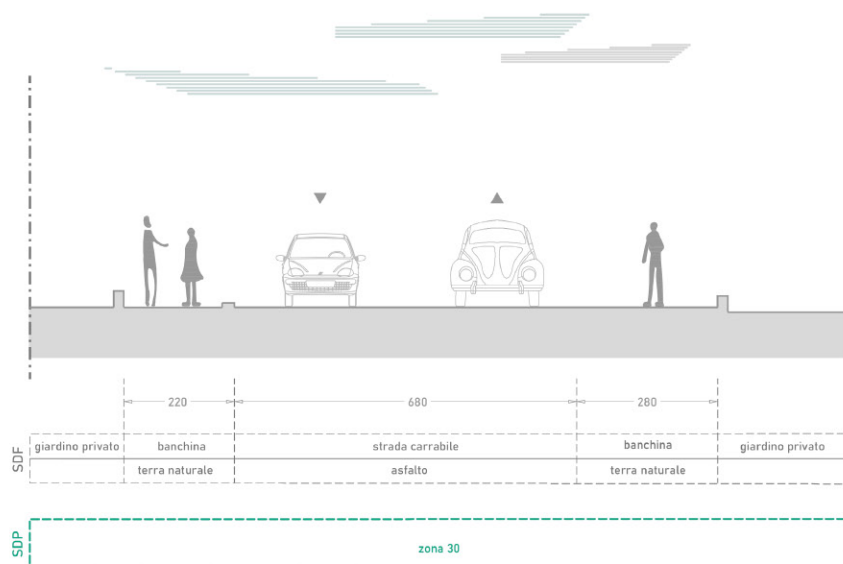 220 680 280
SDF
giardino privato banchina strada carrabile banchina giardino privato
terra naturale asfalto terra naturale
SDP
zona 30